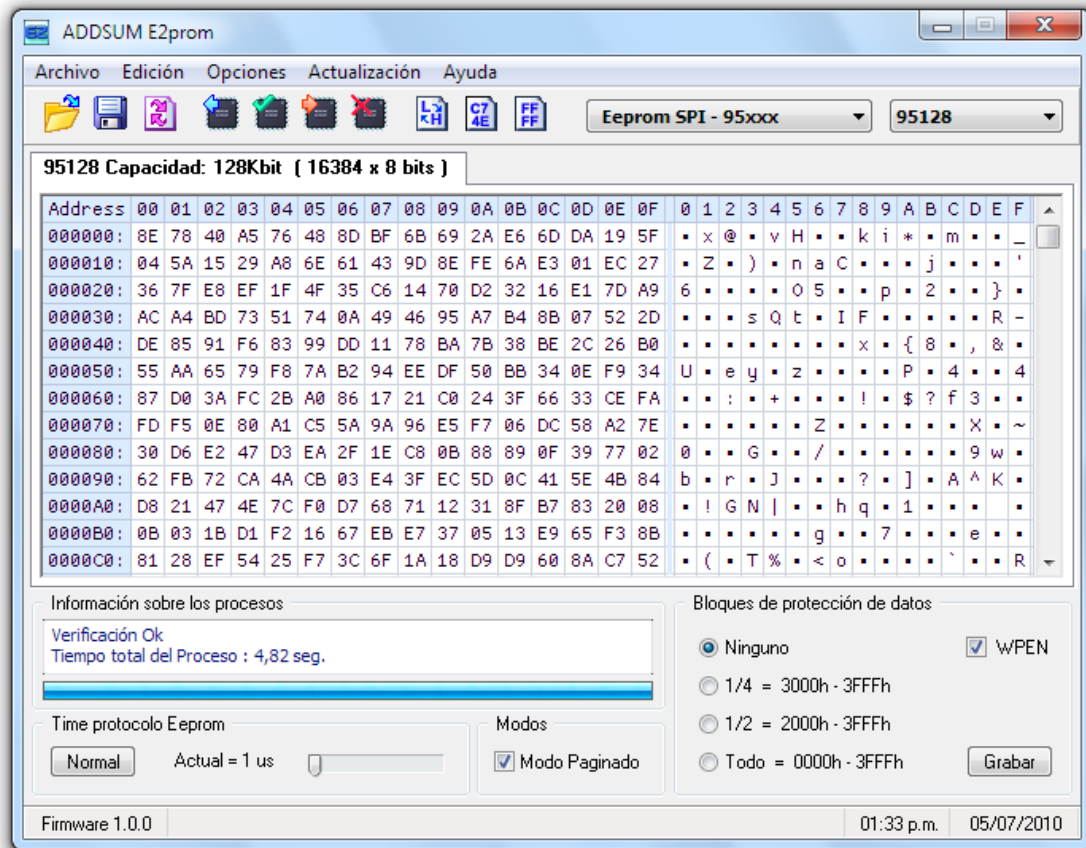 ADDSUM E2prom
Archivo Edición Opciones Actualización Ayuda
L H C7 4E FF FF Eeprom SPI - 95xxx 95128
95128 Capacidad: 128Kbit ( 16384 x 8 bits )
Address 00 01 02 03 04 05 06 07 08 09 0A 0B 0C 0D 0E 0F 0 1 2 3 4 5 6 7 8 9 A B C D E F
000000: 8E 78 40 A5 76 48 8D BF 6B 69 2A E6 6D DA 19 5F ▪ x @ ▪ v H ▪ ▪ k i * ▪ m ▪ ▪ _
000010: 04 5A 15 29 A8 6E 61 43 9D 8E FE 6A E3 01 EC 27 ▪ Z ▪ ) ▪ n a C ▪ ▪ ▪ j ▪ ▪ ▪ '
000020: 36 7F E8 EF 1F 4F 35 C6 14 70 D2 32 16 E1 7D A9 6 ▪ ▪ ▪ ▪ O 5 ▪ ▪ p ▪ 2 ▪ ▪ } ▪
000030: AC A4 BD 73 51 74 0A 49 46 95 A7 B4 8B 07 52 2D ▪ ▪ ▪ s Q t ▪ I F ▪ ▪ ▪ ▪ ▪ R -
000040: DE 85 91 F6 83 99 DD 11 78 BA 7B 38 BE 2C 26 B0 ▪ ▪ ▪ ▪ ▪ ▪ ▪ ▪ x ▪ { 8 ▪ , & ▪
000050: 55 AA 65 79 F8 7A B2 94 EE DF 50 BB 34 0E F9 34 U ▪ e y ▪ z ▪ ▪ ▪ ▪ P ▪ 4 ▪ ▪ 4
000060: 87 D0 3A FC 2B A0 86 17 21 C0 24 3F 66 33 CE FA ▪ ▪ : ▪ + ▪ ▪ ▪ ! ▪ $ ? f 3 ▪ ▪
000070: FD F5 0E 80 A1 C5 5A 9A 96 E5 F7 06 DC 58 A2 7E ▪ ▪ ▪ ▪ ▪ ▪ Z ▪ ▪ ▪ ▪ ▪ ▪ X ▪ ~
000080: 30 D6 E2 47 D3 EA 2F 1E C8 0B 88 89 0F 39 77 02 0 ▪ ▪ G ▪ ▪ / ▪ ▪ ▪ ▪ ▪ ▪ 9 w ▪
000090: 62 FB 72 CA 4A CB 03 E4 3F EC 5D 0C 41 5E 4B 84 b ▪ r ▪ J ▪ ▪ ▪ ? ▪ ] ▪ A ^ K ▪
0000A0: D8 21 47 4E 7C F0 D7 68 71 12 31 8F B7 83 20 08 ▪ ! G N | ▪ ▪ h q ▪ 1 ▪ ▪ ▪   ▪
0000B0: 0B 03 1B D1 F2 16 67 EB E7 37 05 13 E9 65 F3 8B ▪ ▪ ▪ ▪ ▪ ▪ g ▪ ▪ 7 ▪ ▪ ▪ e ▪ ▪
0000C0: 81 28 EF 54 25 F7 3C 6F 1A 18 D9 D9 60 8A C7 52 ▪ ( ▪ T % ▪ < o ▪ ▪ ▪ ▪ ` ▪ ▪ R
Información sobre los procesos
Verificación Ok
Tiempo total del Proceso : 4,82 seg.
Bloques de protección de datos
Ninguno WPEN
1/4 = 3000h - 3FFFh
1/2 = 2000h - 3FFFh
Todo = 0000h - 3FFFh Grabar
Time protocolo Eeprom
Normal Actual = 1 us
Modos
Modo Paginado
Firmware 1.0.0 01:33 p.m. 05/07/2010